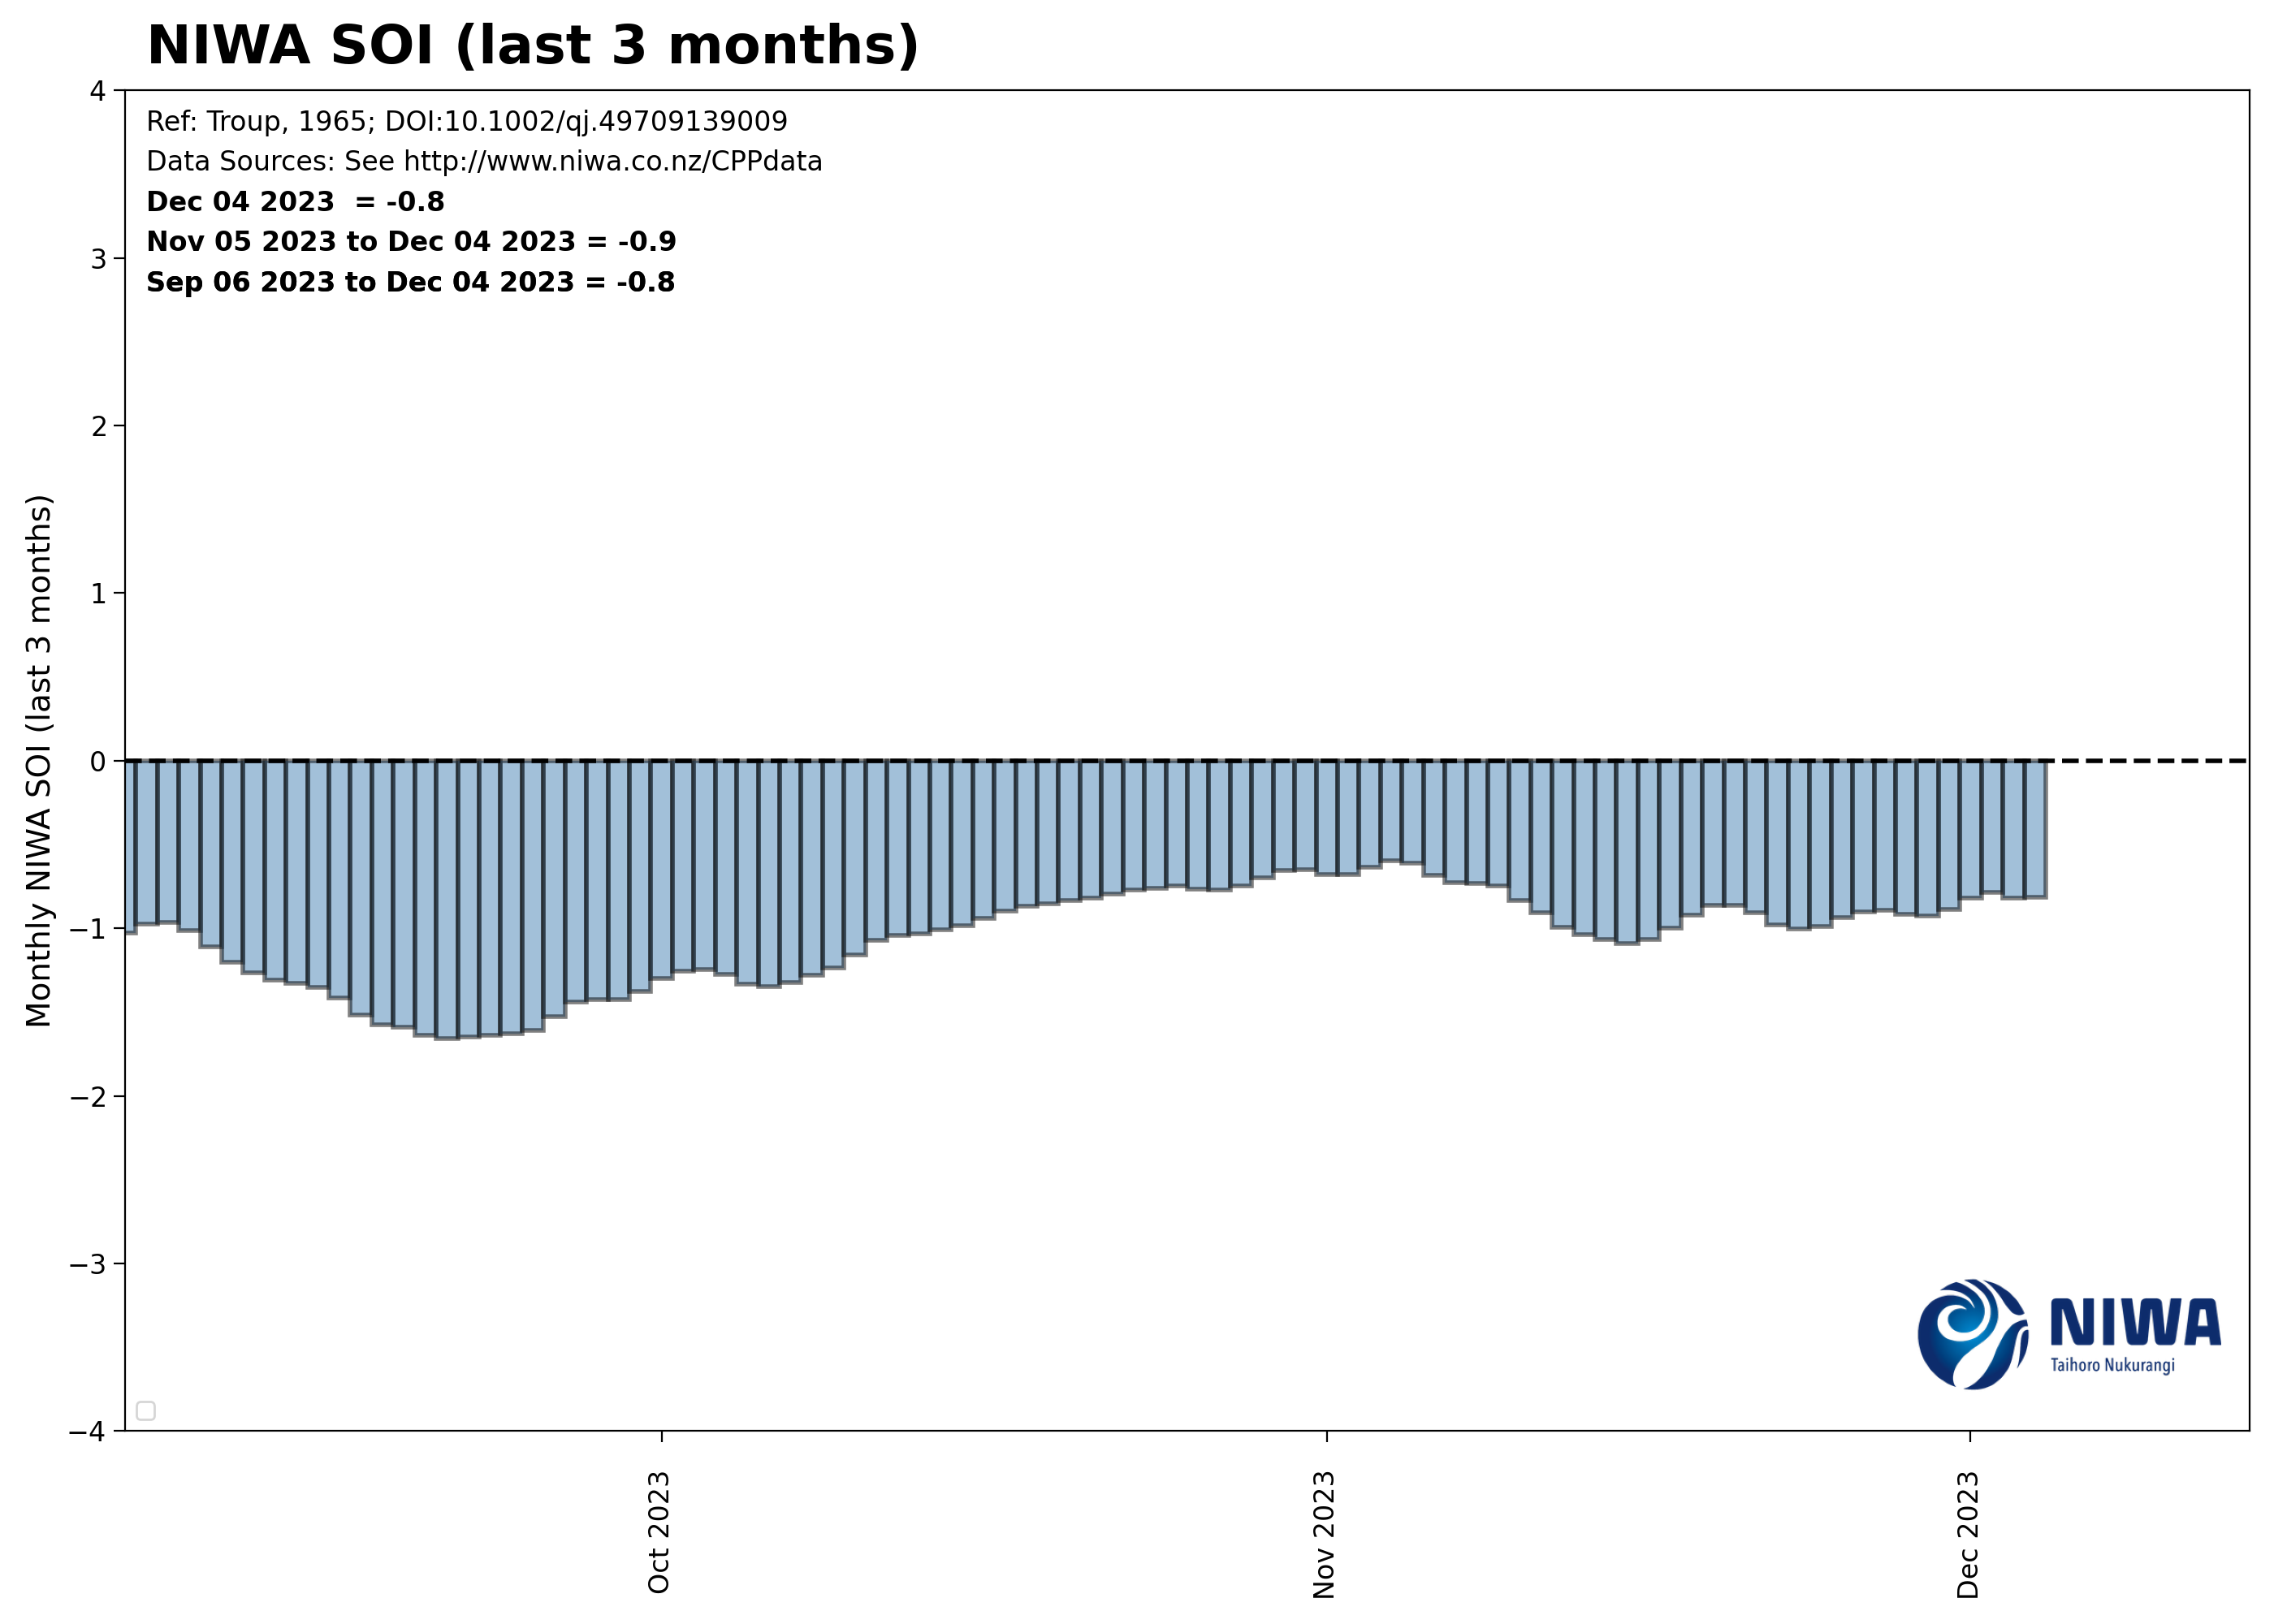 NIWA SOI (last 3 months)
Ref: Troup, 1965; DOI:10.1002/qj.49709139009
Data Sources: See http://www.niwa.co.nz/CPPdata
Dec 04 2023  = -0.8
Nov 05 2023 to Dec 04 2023 = -0.9
Sep 06 2023 to Dec 04 2023 = -0.8
Monthly NIWA SOI (last 3 months)
4
3
2
1
0
−1
−2
−3
−4
Oct 2023
Nov 2023
Dec 2023
NIWA
Taihoro Nukurangi